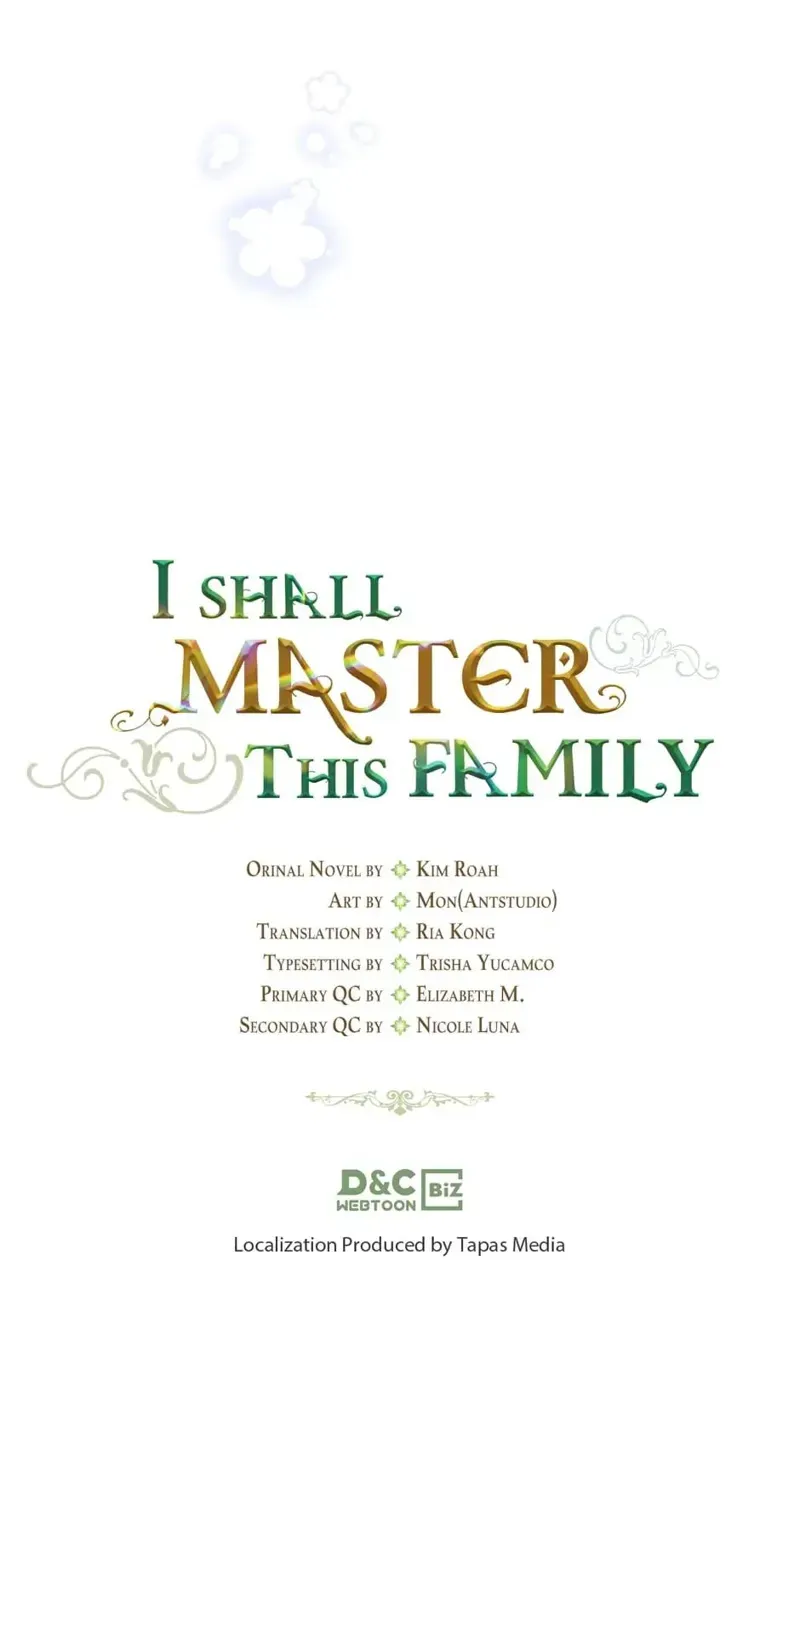 I SHALL
MASTER
THIS FAMILY
ORINAL NOVEL BY KIM ROAH
ART BY MON(ANTSTUDIO)
TRANSLATION BY RIA KONG
TYPESETTING BY TRISHA YUCAMCO
PRIMARY QC BY ELIZABETH M.
SECONDARY QC BY NICOLE LUNA
D&C
WEBTOON BiZ
Localization Produced by Tapas Media